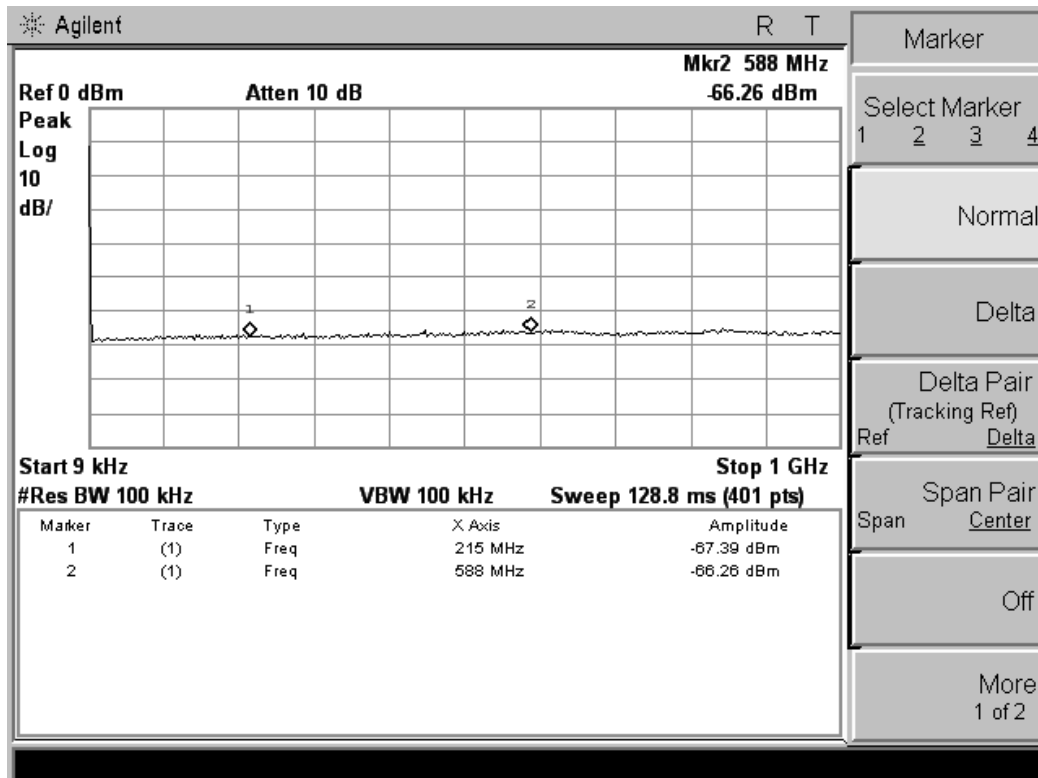 Agilent R T
Mkr2 588 MHz
Ref 0 dBm Atten 10 dB -66.26 dBm
Peak
Log
10
dB/
1
2
Start 9 kHz Stop 1 GHz
#Res BW 100 kHz VBW 100 kHz Sweep 128.8 ms (401 pts)
Marker Trace Type X Axis Amplitude
1 (1) Freq 215 MHz -67.39 dBm
2 (1) Freq 588 MHz -66.26 dBm
Marker
Select Marker
1 2 3 4
Normal
Delta
Delta Pair
(Tracking Ref)
Ref Delta
Span Pair
Span Center
Off
More
1 of 2